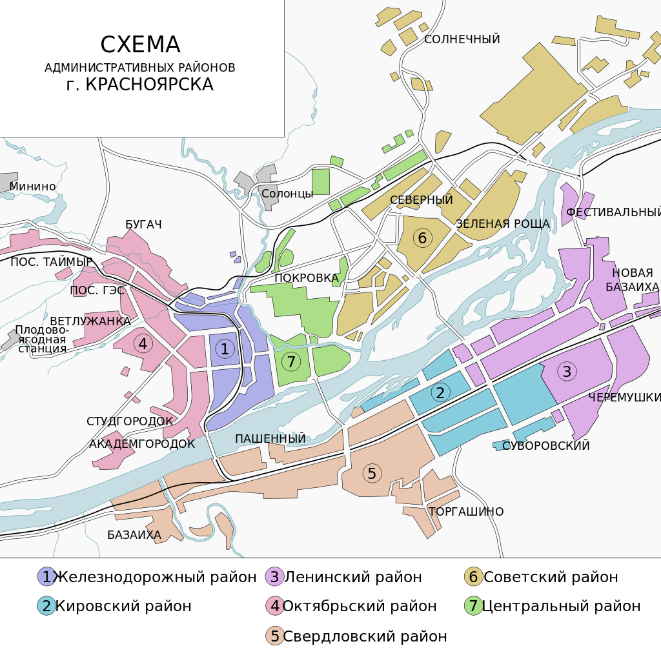 СХЕМА
АДМИНИСТРАТИВНЫХ РАЙОНОВ
г. КРАСНОЯРСКА
СОЛНЕЧНЫЙ
Минино
Солонцы
СЕВЕРНЫЙ
ФЕСТИВАЛЬНЫЙ
БУГАЧ
ЗЕЛЕНАЯ РОЩА
6
ПОС. ТАЙМЫР
ПОКРОВКА
НОВАЯ
БАЗАИХА
ПОС. ГЭС
ВЕТЛУЖАНКА
Плодово-
ягодная
станция
4
1
7
3
2
ЧЕРЕМУШКИ
СТУДГОРОДОК
АКАДЕМГОРОДОК
ПАШЕННЫЙ
СУВОРОВСКИЙ
5
ТОРГАШИНО
БАЗАИХА
1 Железнодорожный район
3 Ленинский район
6 Советский район
2 Кировский район
4 Октябрьский район
7 Центральный район
5 Свердловский район